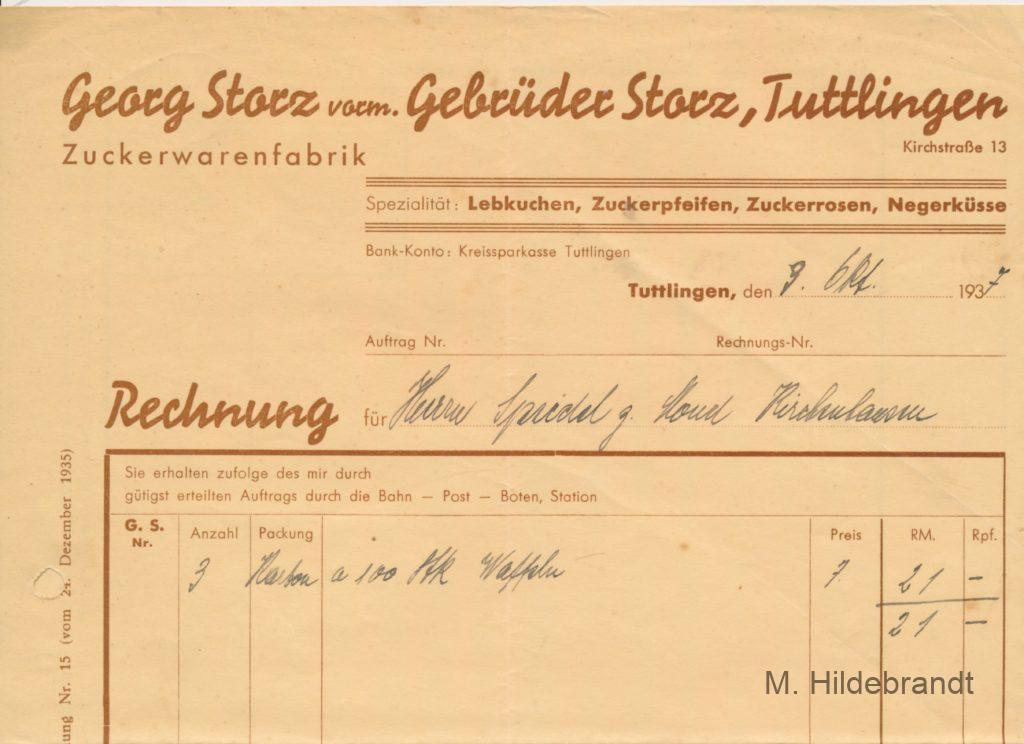 Georg Storz vorm. Gebrüder Storz, Tuttlingen
Zuckerwarenfabrik
Kirchstraße 13
Spezialität: Lebkuchen, Zuckerpfeifen, Zuckerrosen, Negerküsse
Bank-Konto: Kreissparkasse Tuttlingen
Tuttlingen, den 9. Okt. 1937
Auftrag Nr. Rechnungs-Nr.
Rechnung für Herrn Speidel z. Kirchenhausen
Sie erhalten zufolge des mir durch
gütigst erteilten Auftrags durch die Bahn — Post — Boten, Station
G. S. Nr. Anzahl Packung Preis RM. Rpf.
3 Karton a 100 Stk Waffeln 7. 21 —
21 —
ung Nr. 15 (vom 24. Dezember 1935)
M. Hildebrandt